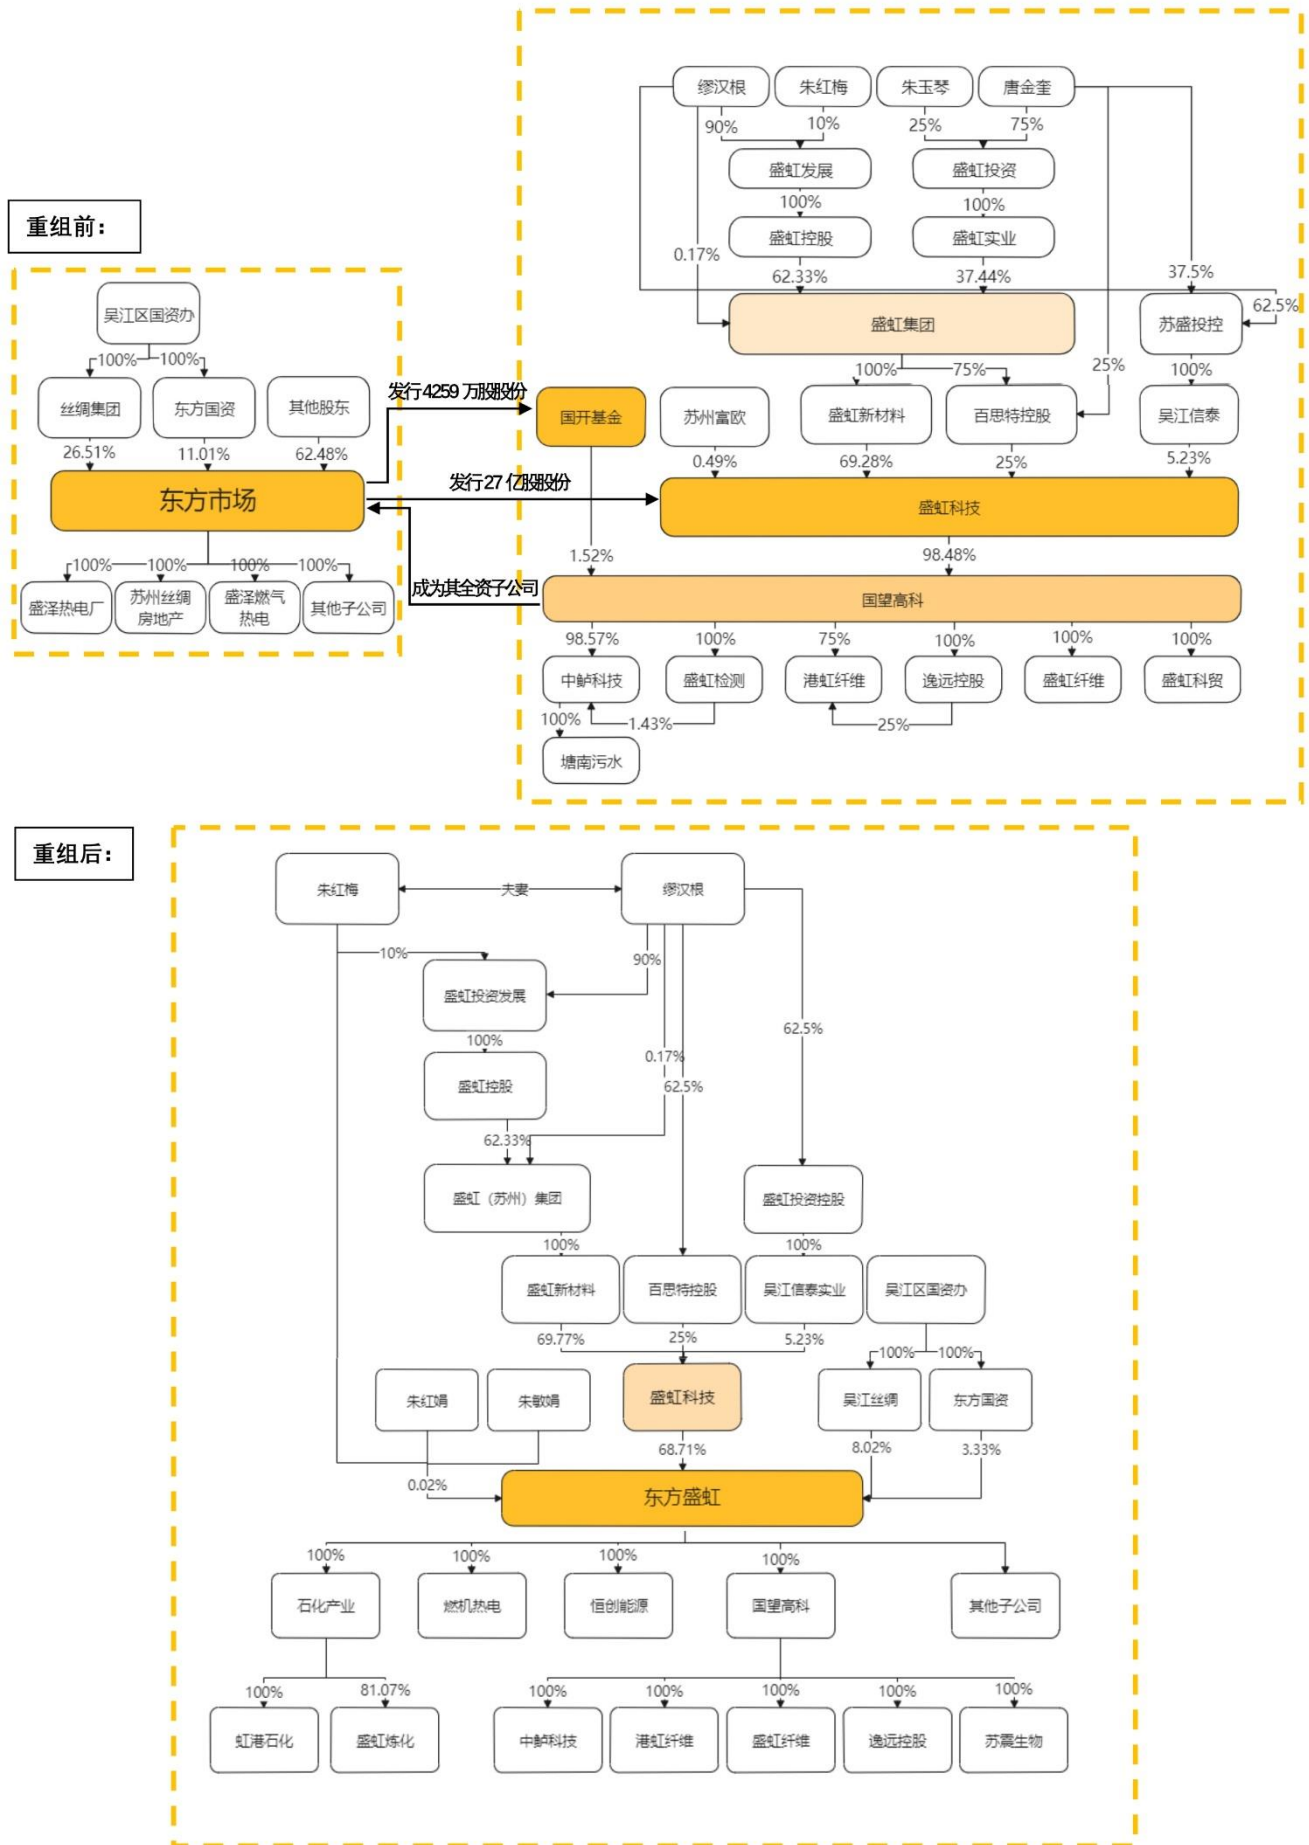 缪汉根
朱红梅
朱玉琴
唐金奎
90%
10%
25%
75%
盛虹发展
盛虹投资
100%
100%
重组前：
盛虹控股
盛虹实业
0.17%
62.33%
37.44%
37.5%
62.5%
吴江区国资办
盛虹集团
苏盛投控
100%
100%
100%
75%
25%
100%
丝绸集团
东方国资
其他股东
发行4259 万股股份
国开基金
苏州富欧
盛虹新材料
百思特控股
吴江信泰
26.51%
11.01%
62.48%
0.49%
69.28%
25%
5.23%
东方市场
发行27 亿股股份
盛虹科技
1.52%
98.48%
100%
100%
100%
100%
成为其全资子公司
盛泽热电厂
苏州丝绸
房地产
盛泽燃气
热电
其他子公司
国望高科
98.57%
100%
75%
100%
100%
100%
中鲈科技
盛虹检测
港虹纤维
逸远控股
盛虹纤维
盛虹科贸
100%
1.43%
25%
塘南污水
重组后：
朱红梅
夫妻
缪汉根
10%
90%
盛虹投资发展
62.5%
100%
0.17%
盛虹控股
62.5%
62.33%
盛虹（苏州）集团
盛虹投资控股
100%
100%
盛虹新材料
百思特控股
吴江信泰实业
吴江区国资办
69.77%
25%
5.23%
100%
100%
朱红娟
朱敏娟
盛虹科技
吴江丝绸
东方国资
68.71%
8.02%
3.33%
0.02%
东方盛虹
100%
100%
100%
100%
石化产业
燃机热电
恒创能源
国望高科
其他子公司
100%
81.07%
100%
100%
100%
100%
100%
虹港石化
盛虹炼化
中鲈科技
港虹纤维
盛虹纤维
逸远控股
苏震生物